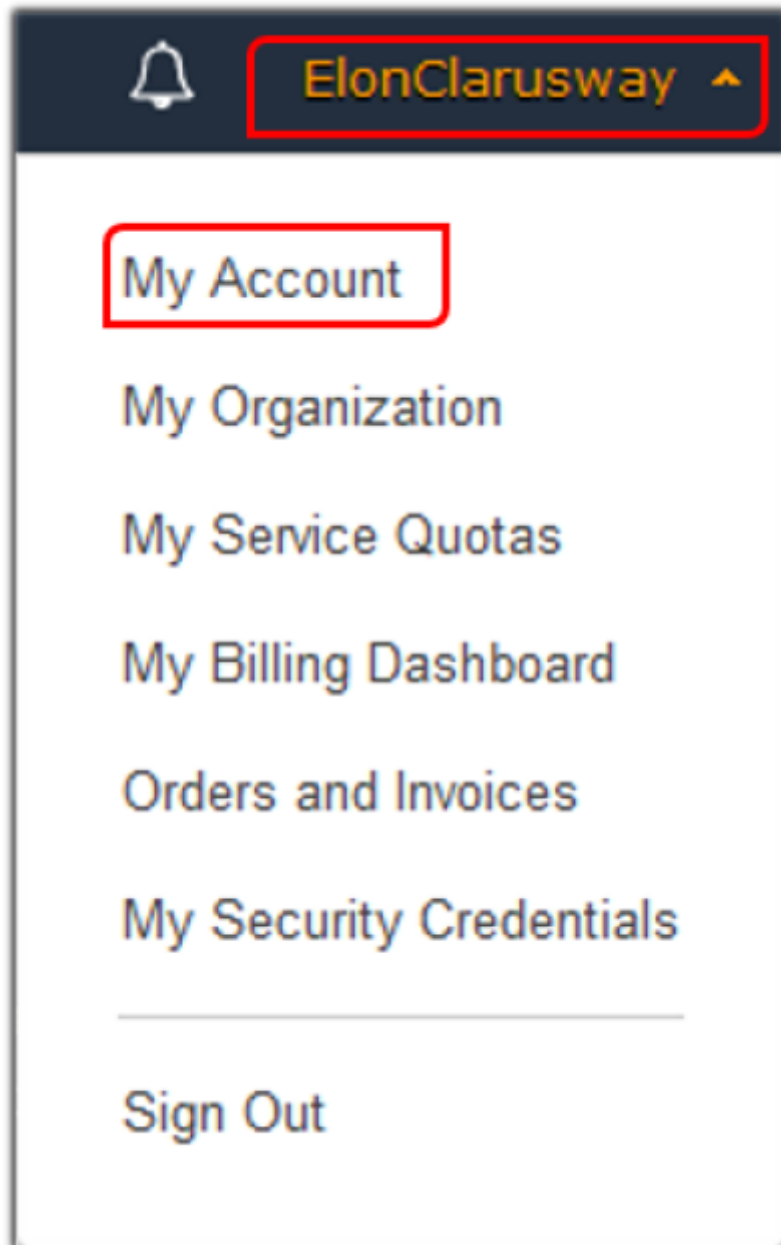 ElonClarusway
My Account
My Organization
My Service Quotas
My Billing Dashboard
Orders and Invoices
My Security Credentials
Sign Out